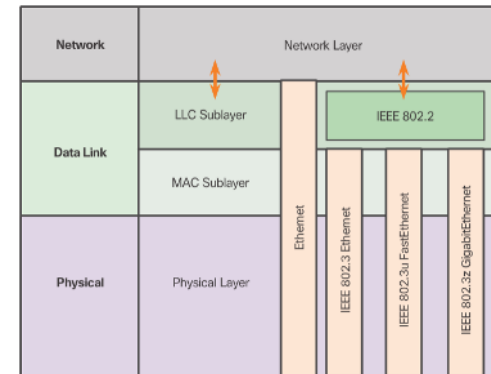 Network
Network Layer
LLC Sublayer
IEEE 802.2
Data Link
MAC Sublayer
Physical
Physical Layer
Ethernet
IEEE 802.3 Ethernet
IEEE 802.3u FastEthernet
IEEE 802.3z GigabitEthernet